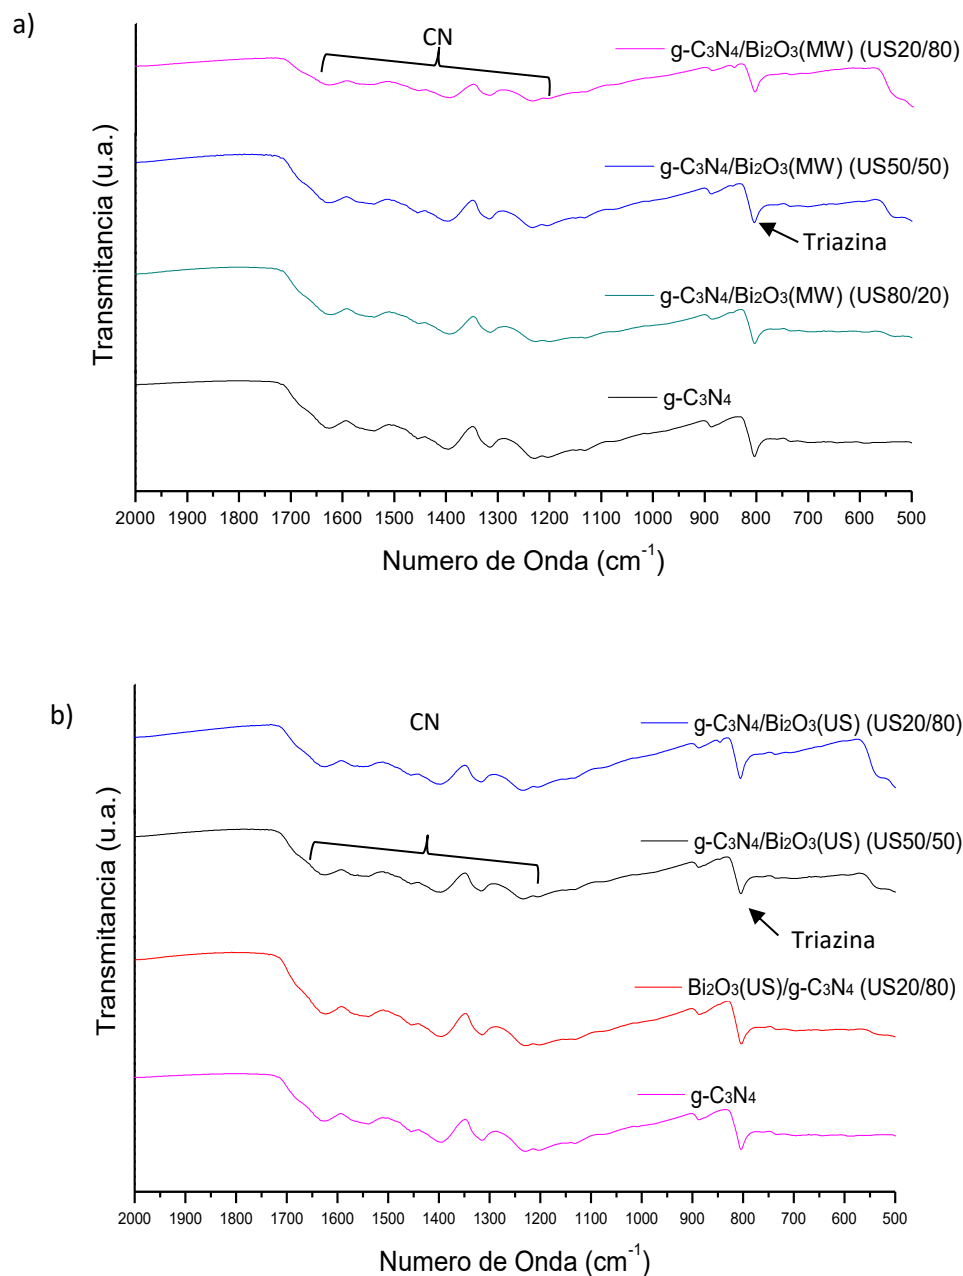 a)
CN
g-C₃N₄/Bi₂O₃(MW) (US20/80)
g-C₃N₄/Bi₂O₃(MW) (US50/50)
Triazina
g-C₃N₄/Bi₂O₃(MW) (US80/20)
g-C₃N₄
Transmitancia (u.a.)
2000 1900 1800 1700 1600 1500 1400 1300 1200 1100 1000 900 800 700 600 500
Numero de Onda (cm⁻¹)
b)
CN
g-C₃N₄/Bi₂O₃(US) (US20/80)
g-C₃N₄/Bi₂O₃(US) (US50/50)
Triazina
Bi₂O₃(US)/g-C₃N₄ (US20/80)
g-C₃N₄
Transmitancia (u.a.)
2000 1900 1800 1700 1600 1500 1400 1300 1200 1100 1000 900 800 700 600 500
Numero de Onda (cm⁻¹)